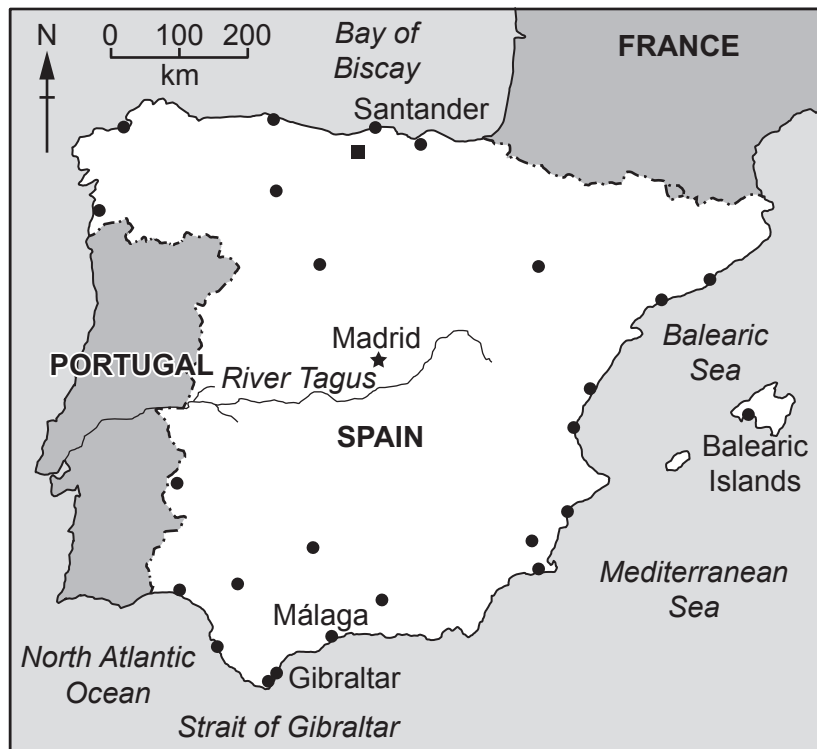 N
0 100 200
km
Bay of
Biscay
FRANCE
Santander
Madrid
PORTUGAL
River Tagus
Balearic
Sea
SPAIN
Balearic
Islands
Mediterranean
Sea
Málaga
North Atlantic
Ocean
Gibraltar
Strait of Gibraltar